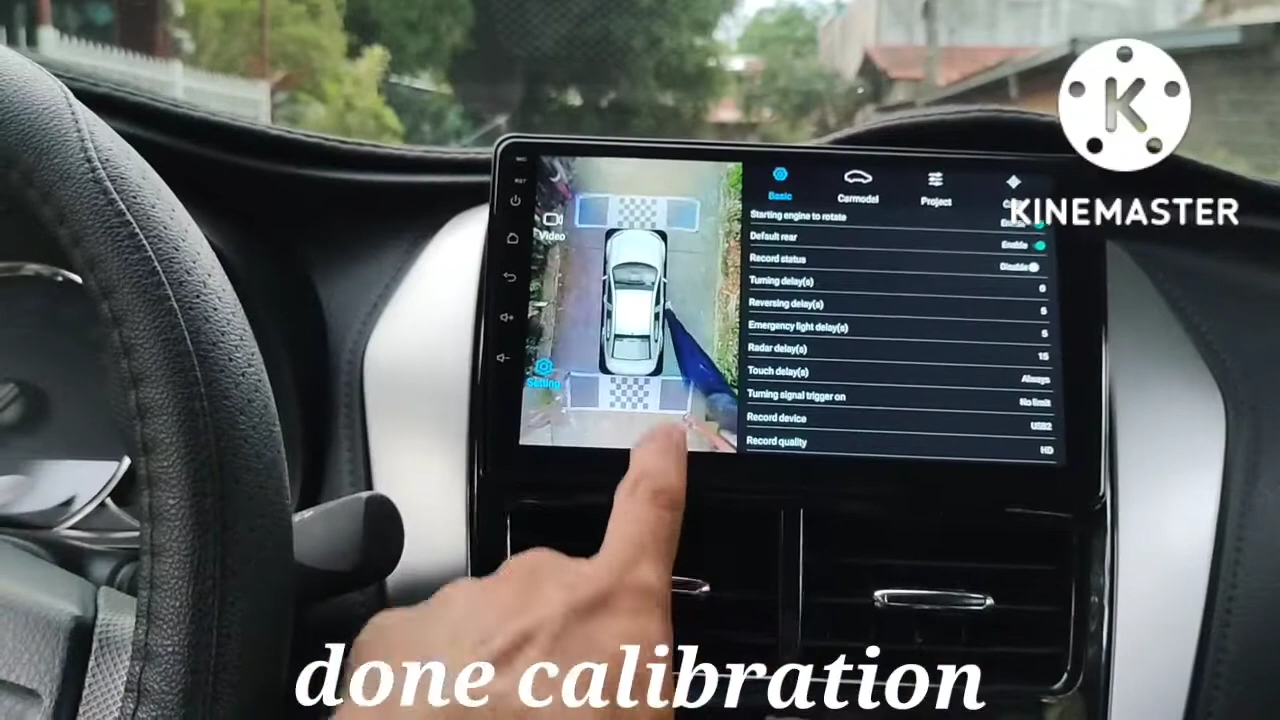 K
KINEMASTER
MIC
RST
Video
Setting
Basic
Carmodel
Project
Starting engine to rotate
Default rear Enable
Record status Disable
Turning delay(s) 0
Reversing delay(s) 5
Emergency light delay(s) 5
Radar delay(s) 15
Touch delay(s) Always
Turning signal trigger on No limit
Record device USB2
Record quality HD
done calibration